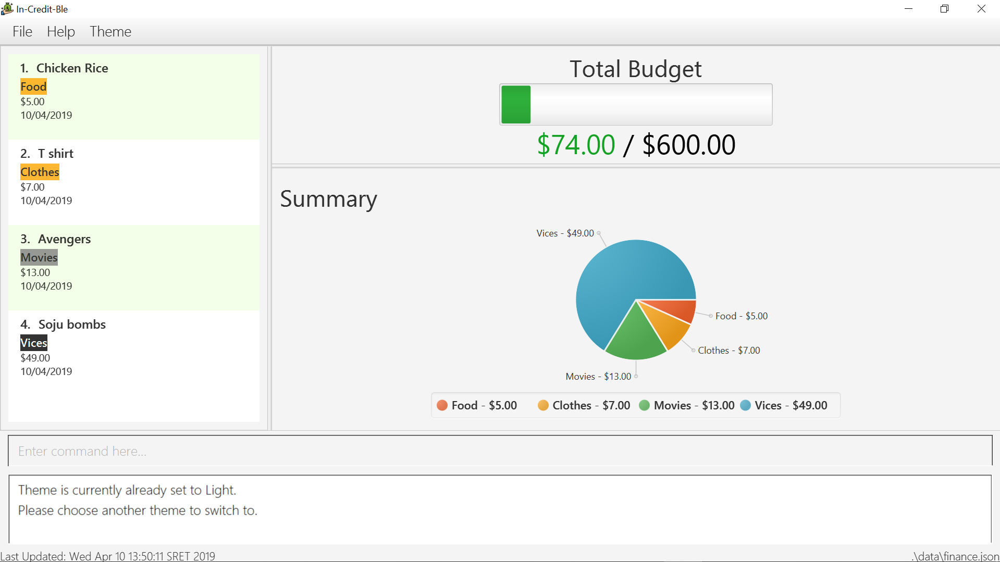 In-Credit-Ble
File Help Theme
1. Chicken Rice
Food
$5.00
10/04/2019
2. T shirt
Clothes
$7.00
10/04/2019
3. Avengers
Movies
$13.00
10/04/2019
4. Soju bombs
Vices
$49.00
10/04/2019
Total Budget
$74.00 / $600.00
Summary
Vices - $49.00
Food - $5.00
Clothes - $7.00
Movies - $13.00
Food - $5.00 Clothes - $7.00 Movies - $13.00 Vices - $49.00
Enter command here...
Theme is currently already set to Light.
Please choose another theme to switch to.
Last Updated: Wed Apr 10 13:50:11 SRET 2019
.\data\finance.json